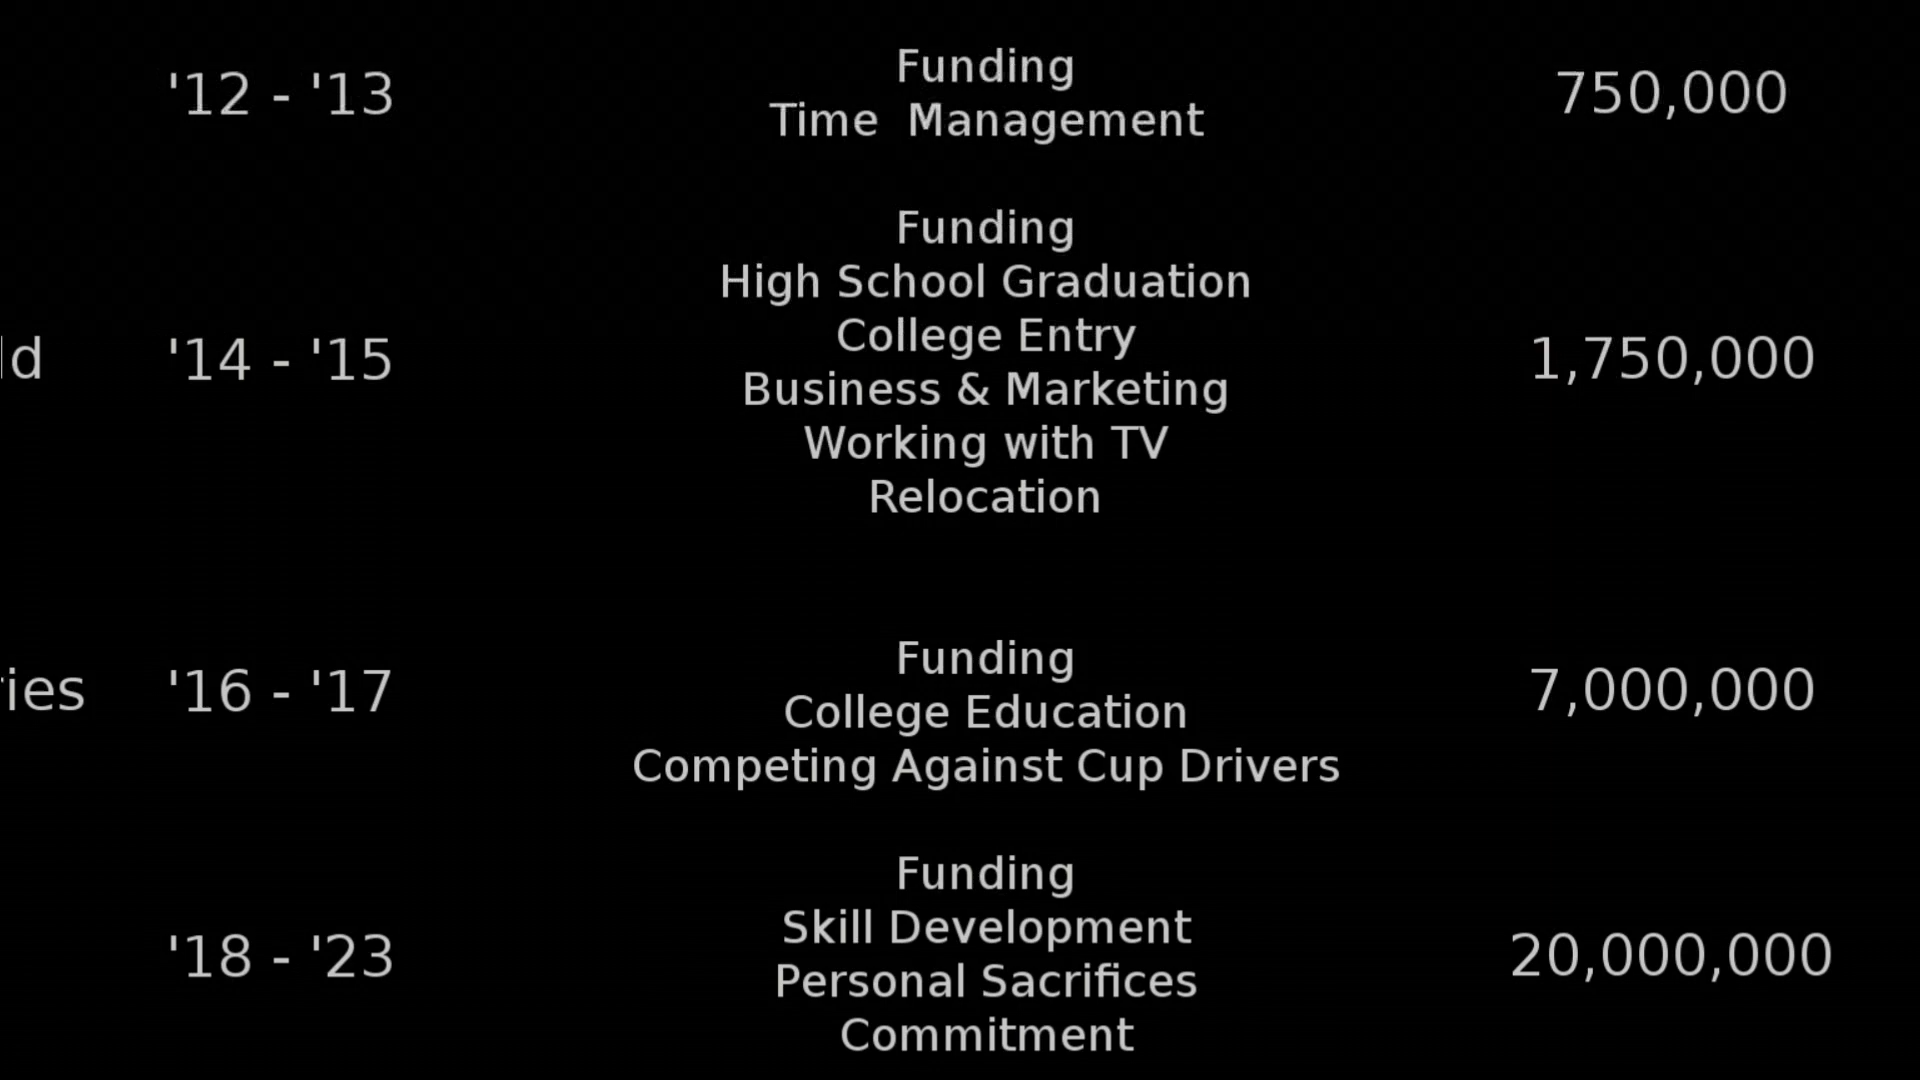 '12 - '13
Funding
Time  Management
750,000
'14 - '15
Funding
High School Graduation
College Entry
Business & Marketing
Working with TV
Relocation
1,750,000
'16 - '17
Funding
College Education
Competing Against Cup Drivers
7,000,000
'18 - '23
Funding
Skill Development
Personal Sacrifices
Commitment
20,000,000